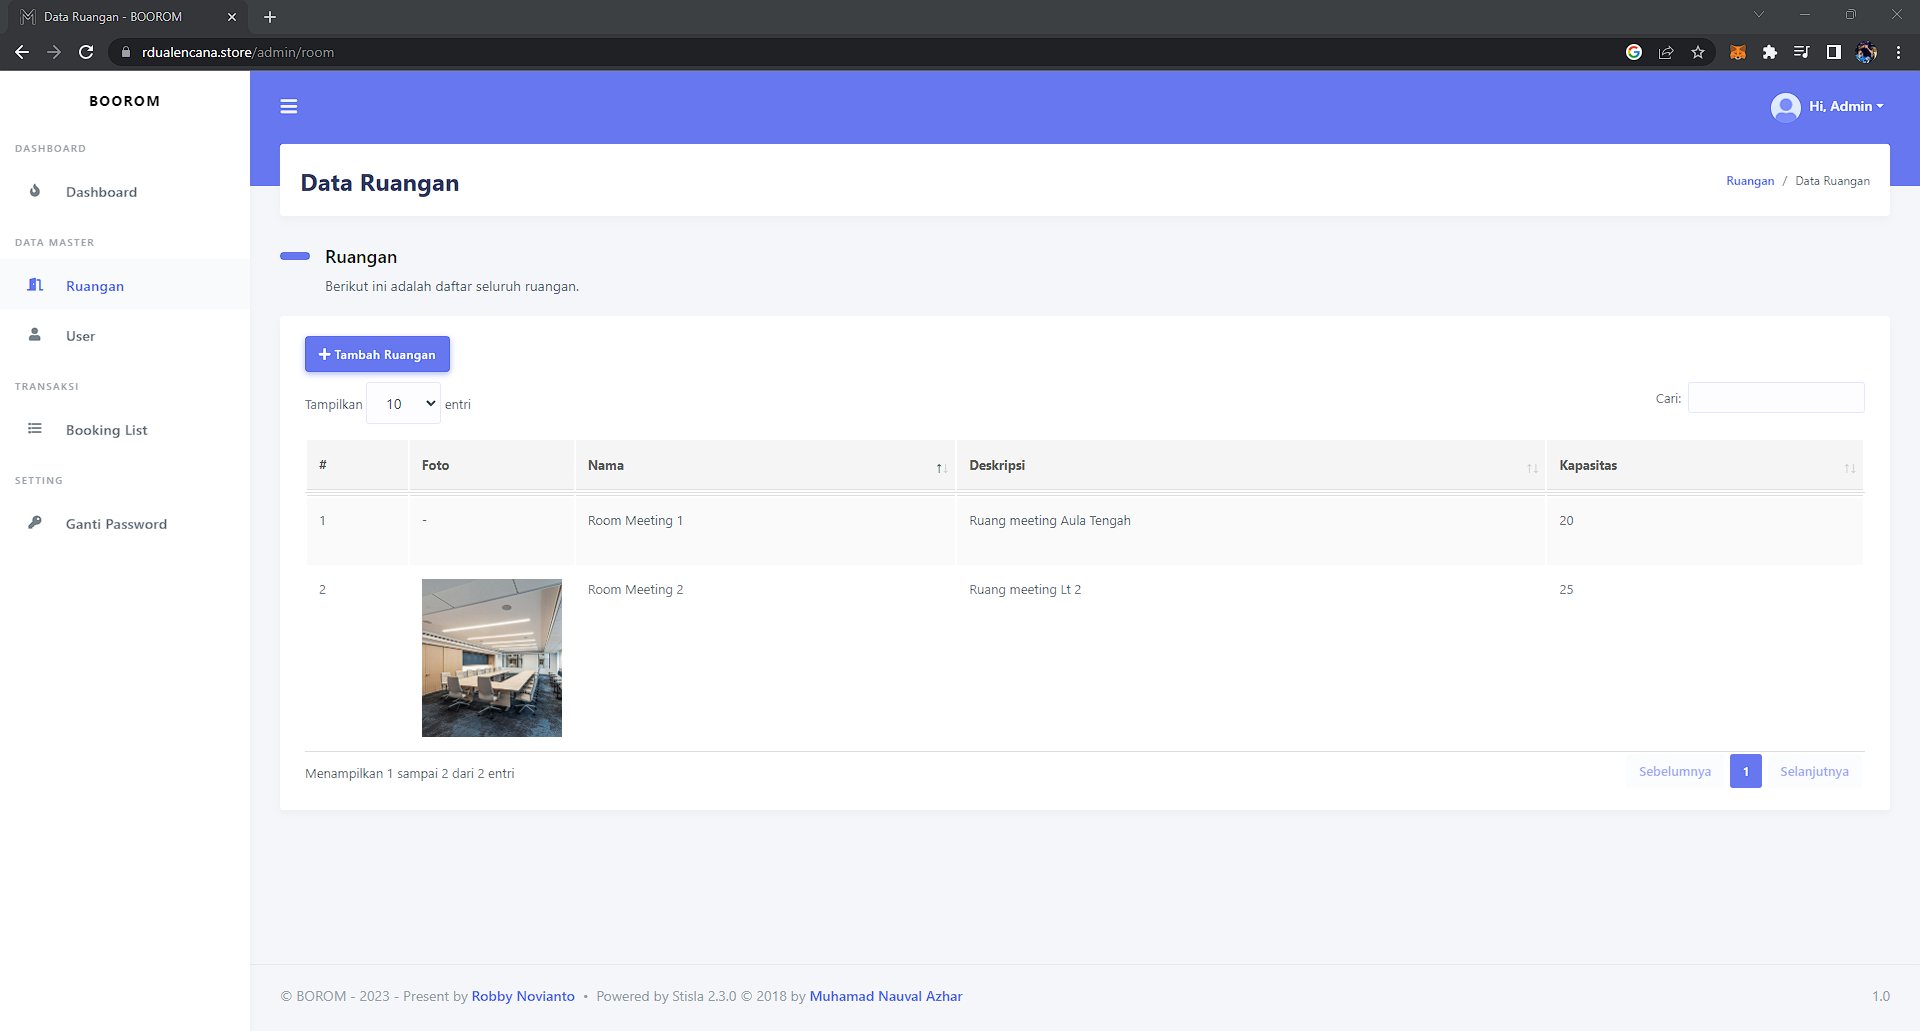 Data Ruangan - BOOROM
rdualencana.store/admin/room
BOOROM
DASHBOARD
Dashboard
DATA MASTER
Ruangan
User
TRANSAKSI
Booking List
SETTING
Ganti Password
Hi, Admin
Data Ruangan
Ruangan / Data Ruangan
Ruangan
Berikut ini adalah daftar seluruh ruangan.
Tambah Ruangan
Tampilkan 10 entri
Cari:
# Foto Nama Deskripsi Kapasitas
1 - Room Meeting 1 Ruang meeting Aula Tengah 20
2 Room Meeting 2 Ruang meeting Lt 2 25
Menampilkan 1 sampai 2 dari 2 entri
Sebelumnya 1 Selanjutnya
© BOROM - 2023 - Present by Robby Novianto • Powered by Stisla 2.3.0 © 2018 by Muhamad Nauval Azhar
1.0